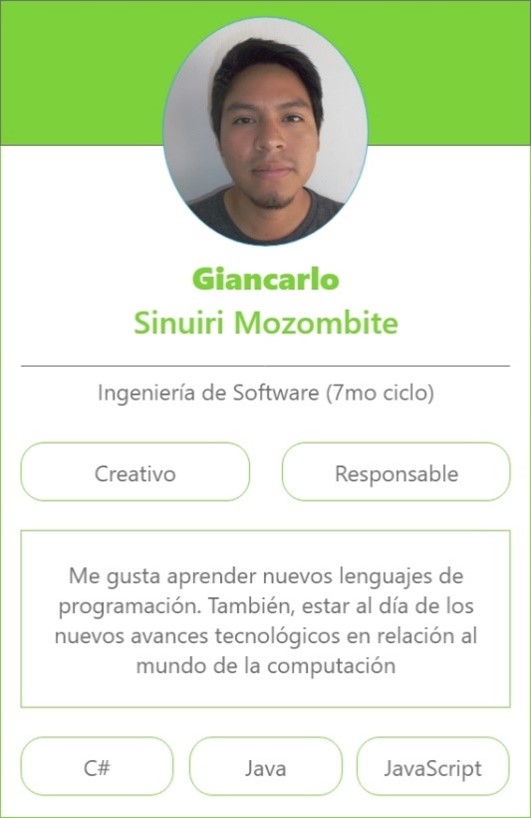 Giancarlo
Sinuiri Mozombite
Ingeniería de Software (7mo ciclo)
Creativo
Responsable
Me gusta aprender nuevos lenguajes de
programación. También, estar al día de los
nuevos avances tecnológicos en relación al
mundo de la computación
C#
Java
JavaScript